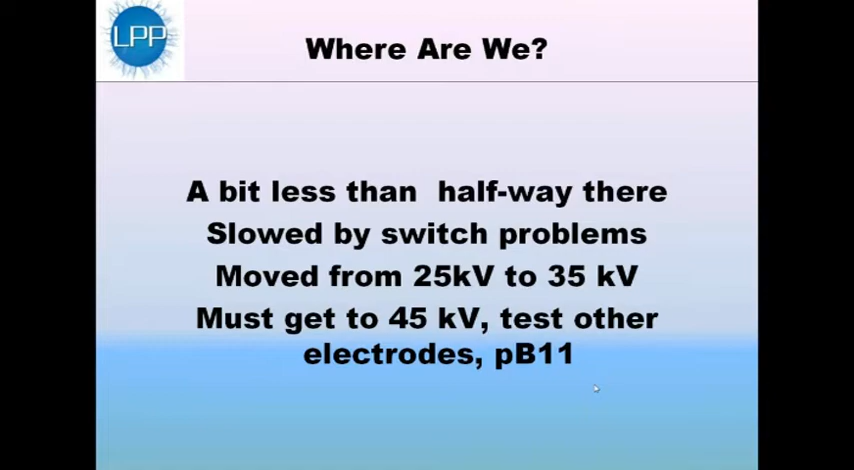 LPP
Where Are We?
A bit less than half-way there
Slowed by switch problems
Moved from 25kV to 35 kV
Must get to 45 kV, test other
electrodes, pB11